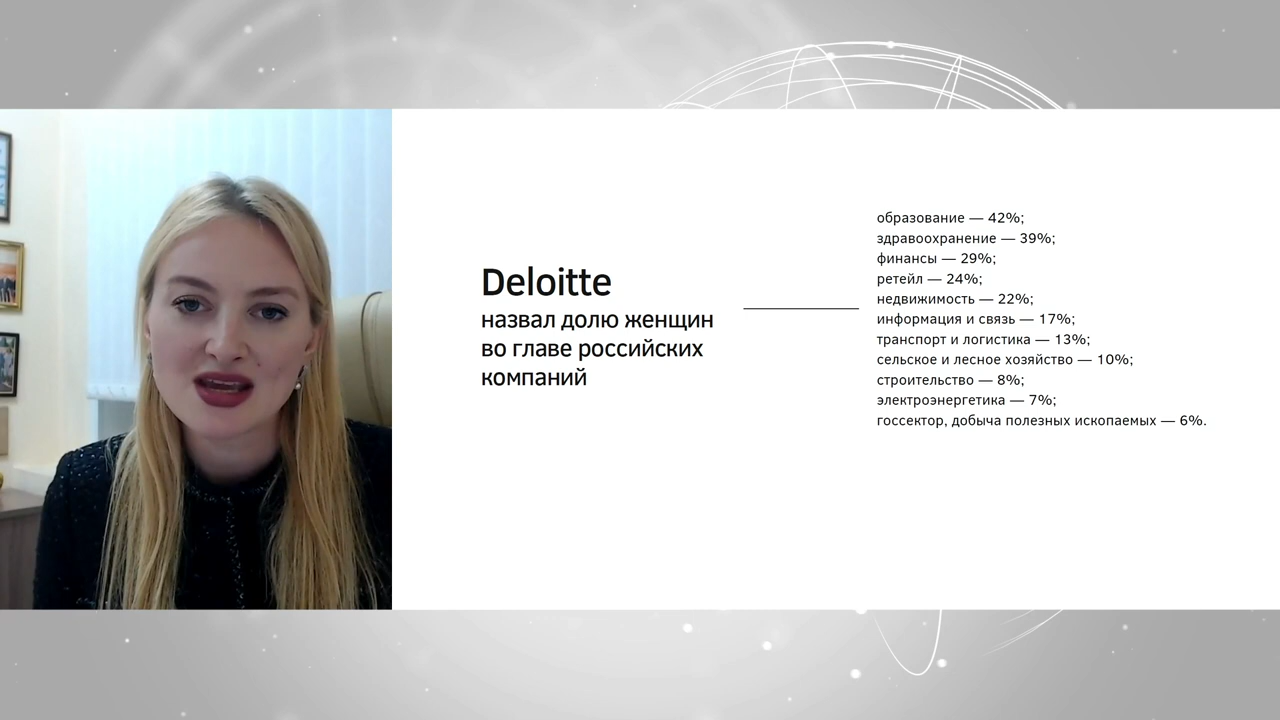 Deloitte
назвал долю женщин
во главе российских
компаний
образование — 42%;
здравоохранение — 39%;
финансы — 29%;
ретейл — 24%;
недвижимость — 22%;
информация и связь — 17%;
транспорт и логистика — 13%;
сельское и лесное хозяйство — 10%;
строительство — 8%;
электроэнергетика — 7%;
госсектор, добыча полезных ископаемых — 6%.